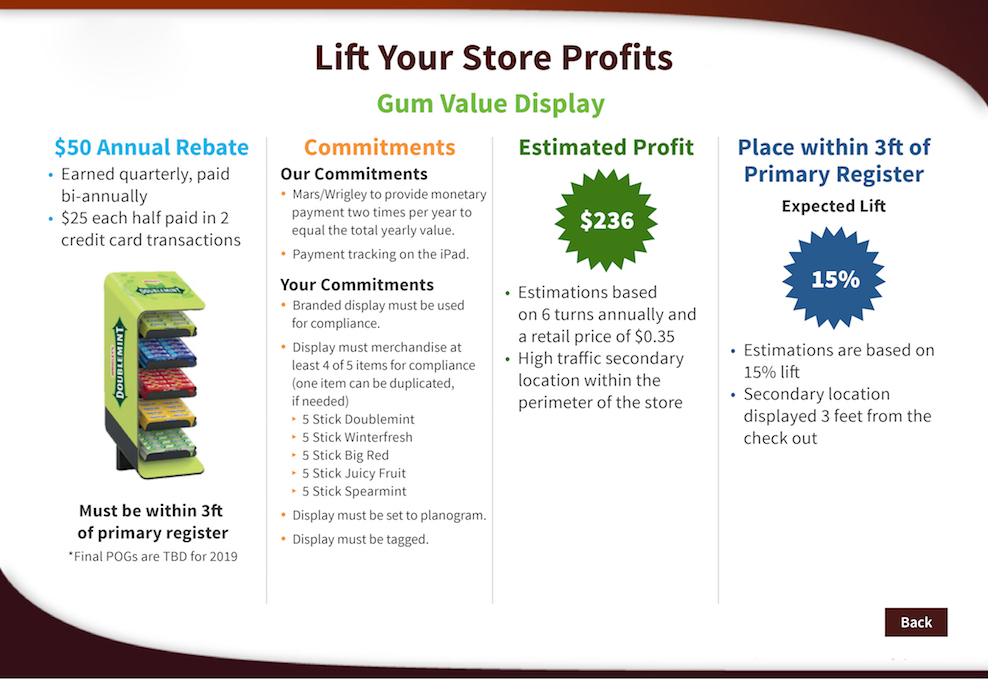 Lift Your Store Profits
Gum Value Display
$50 Annual Rebate
• Earned quarterly, paid
bi-annually
• $25 each half paid in 2
credit card transactions
DOUBLEMINT
DOUBLEMINT
Must be within 3ft
of primary register
*Final POGs are TBD for 2019
Commitments
Our Commitments
• Mars/Wrigley to provide monetary
payment two times per year to
equal the total yearly value.
• Payment tracking on the iPad.
Your Commitments
• Branded display must be used
for compliance.
• Display must merchandise at
least 4 of 5 items for compliance
(one item can be duplicated,
if needed)
‣ 5 Stick Doublemint
‣ 5 Stick Winterfresh
‣ 5 Stick Big Red
‣ 5 Stick Juicy Fruit
‣ 5 Stick Spearmint
• Display must be set to planogram.
• Display must be tagged.
Estimated Profit
$236
• Estimations based
on 6 turns annually and
a retail price of $0.35
• High traffic secondary
location within the
perimeter of the store
Place within 3ft of
Primary Register
Expected Lift
15%
• Estimations are based on
15% lift
• Secondary location
displayed 3 feet from the
check out
Back